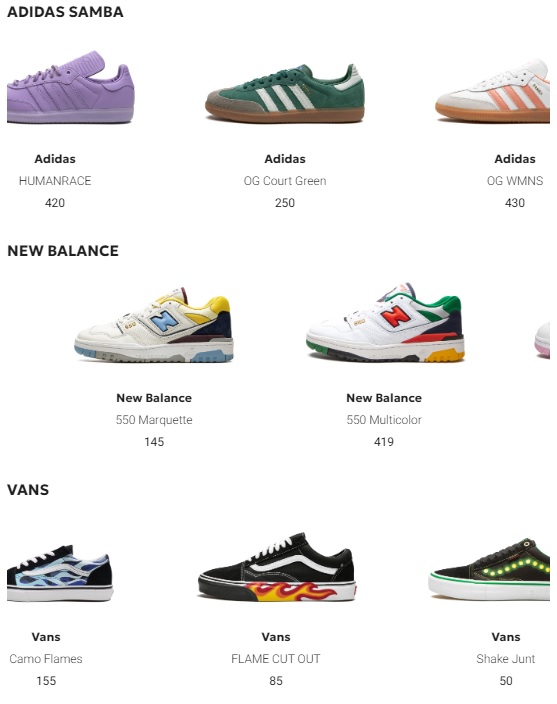 ADIDAS SAMBA
Adidas
HUMANRACE
420
Adidas
OG Court Green
250
Adidas
OG WMNS
430
NEW BALANCE
New Balance
550 Marquette
145
New Balance
550 Multicolor
419
VANS
Vans
Camo Flames
155
Vans
FLAME CUT OUT
85
Vans
Shake Junt
50